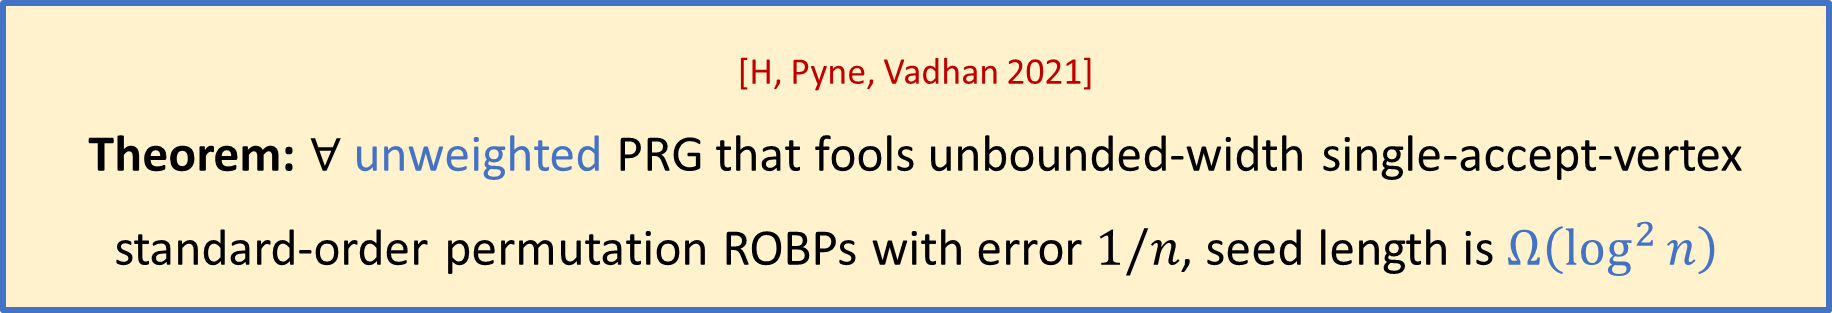 [H, Pyne, Vadhan 2021]
Theorem: ∀ unweighted PRG that fools unbounded-width single-accept-vertex
standard-order permutation ROBPs with error 1/n, seed length is Ω(log² n)